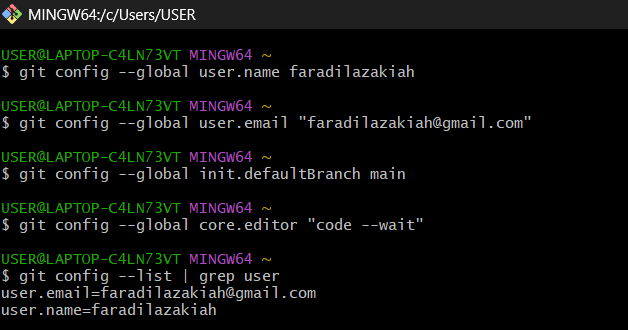 MINGW64:/c/Users/USER
USER@LAPTOP-C4LN73VT MINGW64 ~
$ git config --global user.name faradilazakiah
USER@LAPTOP-C4LN73VT MINGW64 ~
$ git config --global user.email "faradilazakiah@gmail.com"
USER@LAPTOP-C4LN73VT MINGW64 ~
$ git config --global init.defaultBranch main
USER@LAPTOP-C4LN73VT MINGW64 ~
$ git config --global core.editor "code --wait"
USER@LAPTOP-C4LN73VT MINGW64 ~
$ git config --list | grep user
user.email=faradilazakiah@gmail.com
user.name=faradilazakiah